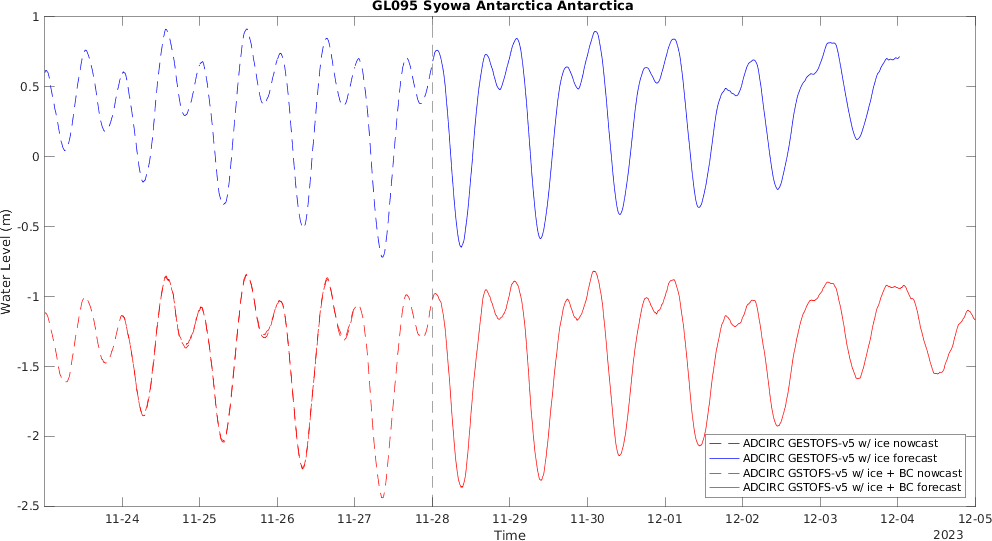 GL095 Syowa Antarctica Antarctica
1
0.5
0
-0.5
-1
-1.5
-2
-2.5
Water Level (m)
ADCIRC GESTOFS-v5 w/ ice nowcast
ADCIRC GESTOFS-v5 w/ ice forecast
ADCIRC GSTOFS-v5 w/ ice + BC nowcast
ADCIRC GSTOFS-v5 w/ ice + BC forecast
11-24 11-25 11-26 11-27 11-28 11-29 11-30 12-01 12-02 12-03 12-04 12-05
Time
2023